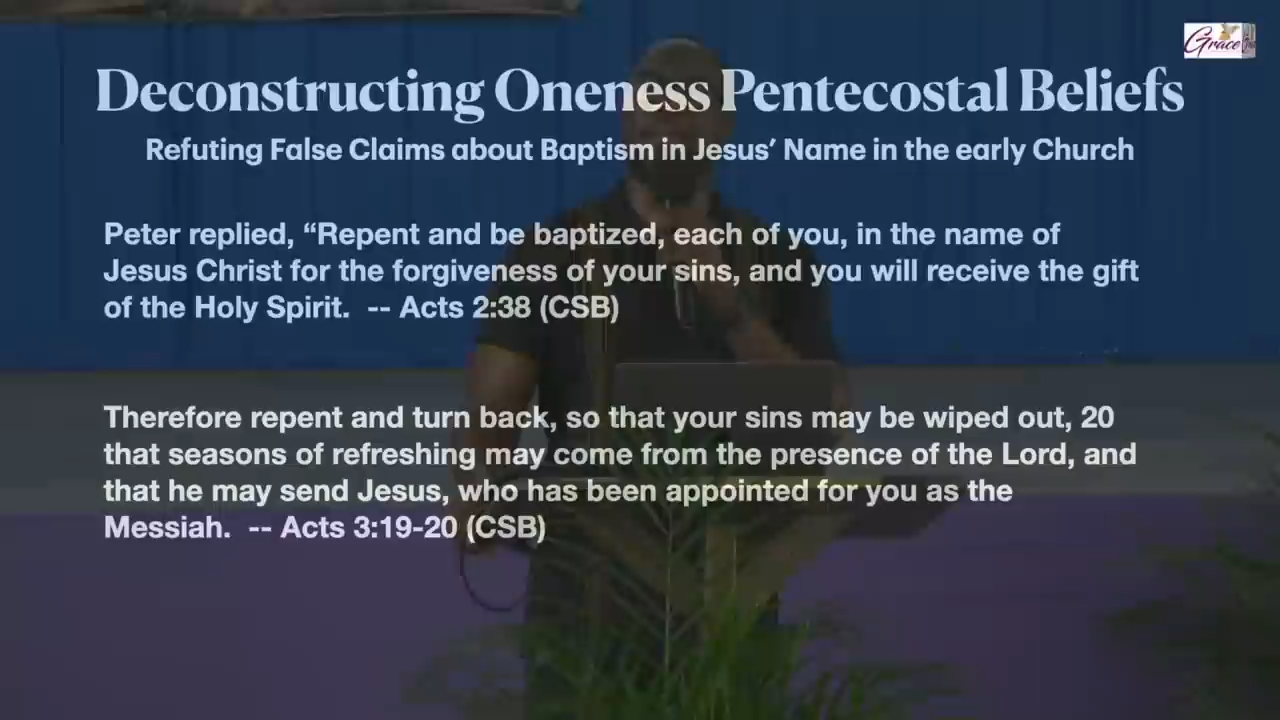 Grace
Deconstructing Oneness Pentecostal Beliefs
Refuting False Claims about Baptism in Jesus’ Name in the early Church
Peter replied, “Repent and be baptized, each of you, in the name of
Jesus Christ for the forgiveness of your sins, and you will receive the gift
of the Holy Spirit.  -- Acts 2:38 (CSB)
Therefore repent and turn back, so that your sins may be wiped out, 20
that seasons of refreshing may come from the presence of the Lord, and
that he may send Jesus, who has been appointed for you as the
Messiah.  -- Acts 3:19-20 (CSB)